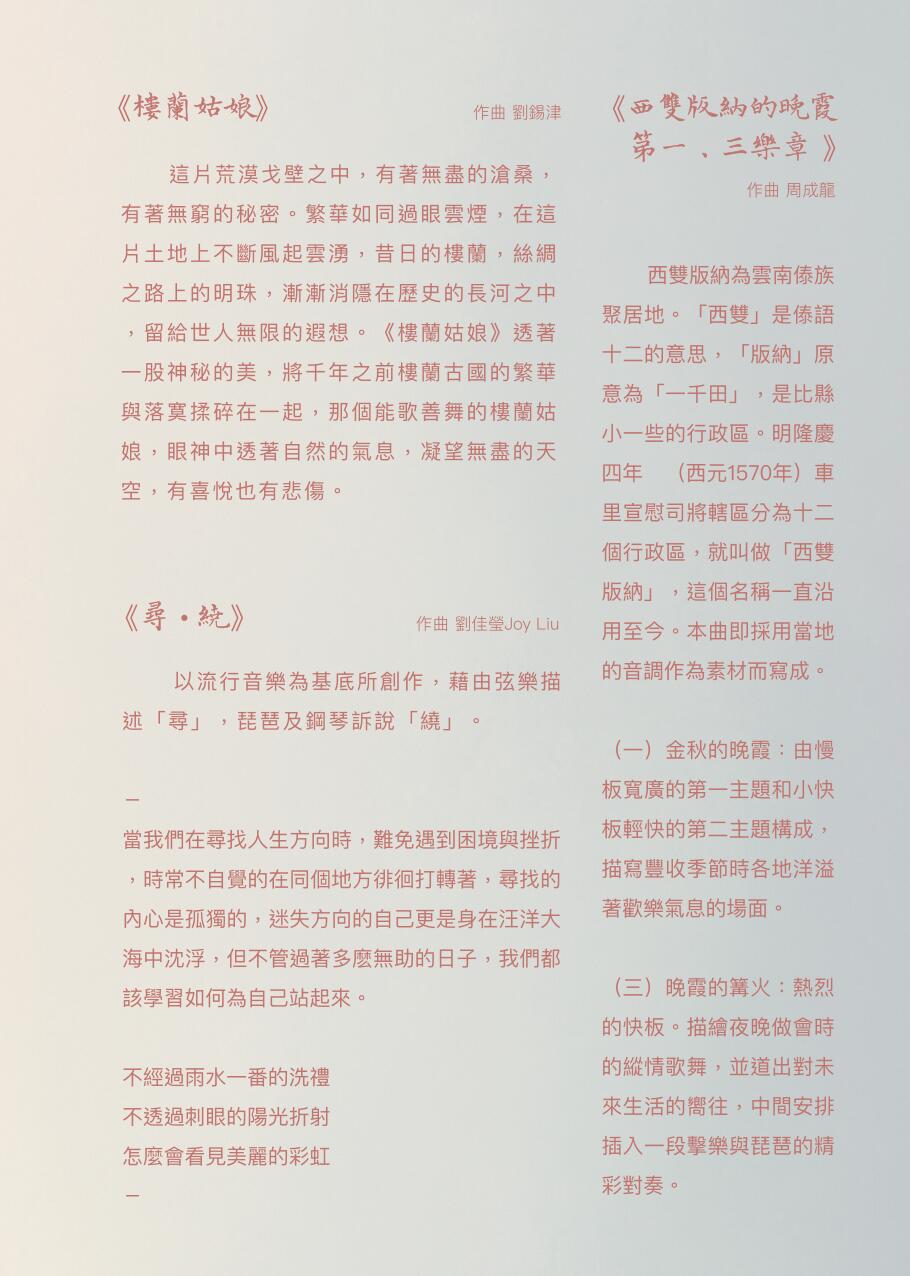 《樓蘭姑娘》
作曲 劉錫津
這片荒漠戈壁之中，有著無盡的滄桑，
有著無窮的秘密。繁華如同過眼雲煙，在這
片土地上不斷風起雲湧，昔日的樓蘭，絲綢
之路上的明珠，漸漸消隱在歷史的長河之中
，留給世人無限的遐想。《樓蘭姑娘》透著
一股神秘的美，將千年之前樓蘭古國的繁華
與落寞揉碎在一起，那個能歌善舞的樓蘭姑
娘，眼神中透著自然的氣息，凝望無盡的天
空，有喜悅也有悲傷。
《尋・繞》
作曲 劉佳瑩Joy Liu
以流行音樂為基底所創作，藉由弦樂描
述「尋」，琵琶及鋼琴訴說「繞」。
—
當我們在尋找人生方向時，難免遇到困境與挫折
，時常不自覺的在同個地方徘徊打轉著，尋找的
內心是孤獨的，迷失方向的自己更是身在汪洋大
海中沈浮，但不管過著多麽無助的日子，我們都
該學習如何為自己站起來。
不經過雨水一番的洗禮
不透過刺眼的陽光折射
怎麼會看見美麗的彩虹
—
《西雙版納的晚霞
第一、三樂章 》
作曲 周成龍
西雙版納為雲南傣族
聚居地。「西雙」是傣語
十二的意思，「版納」原
意為「一千田」，是比縣
小一些的行政區。明隆慶
四年　（西元1570年）車
里宣慰司將轄區分為十二
個行政區，就叫做「西雙
版納」，這個名稱一直沿
用至今。本曲即採用當地
的音調作為素材而寫成。
（一）金秋的晚霞：由慢
板寬廣的第一主題和小快
板輕快的第二主題構成，
描寫豐收季節時各地洋溢
著歡樂氣息的場面。
（三）晚霞的篝火：熱烈
的快板。描繪夜晚做會時
的縱情歌舞，並道出對未
來生活的嚮往，中間安排
插入一段擊樂與琵琶的精
彩對奏。